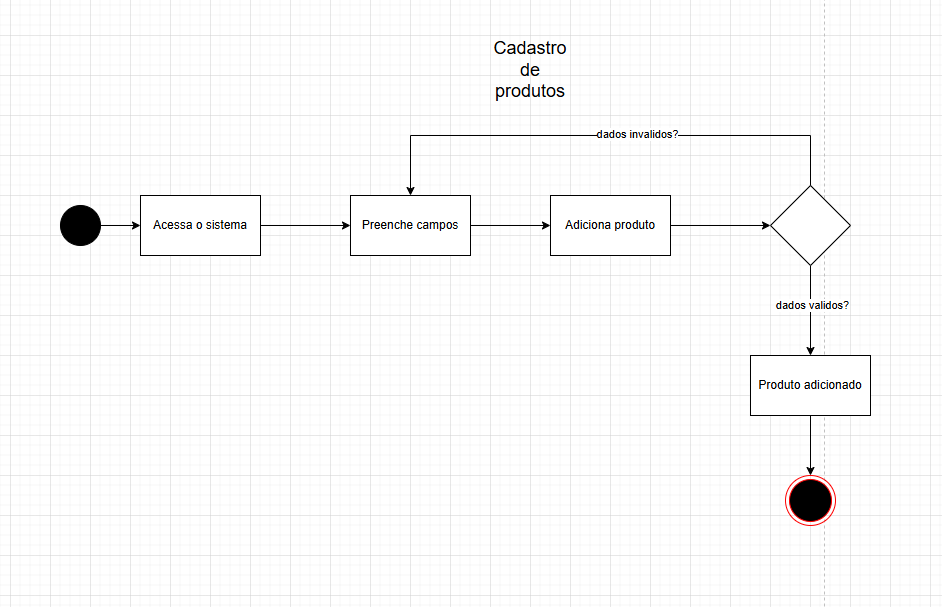 Cadastro
de
produtos
dados invalidos?
Acessa o sistema
Preenche campos
Adiciona produto
dados validos?
Produto adicionado